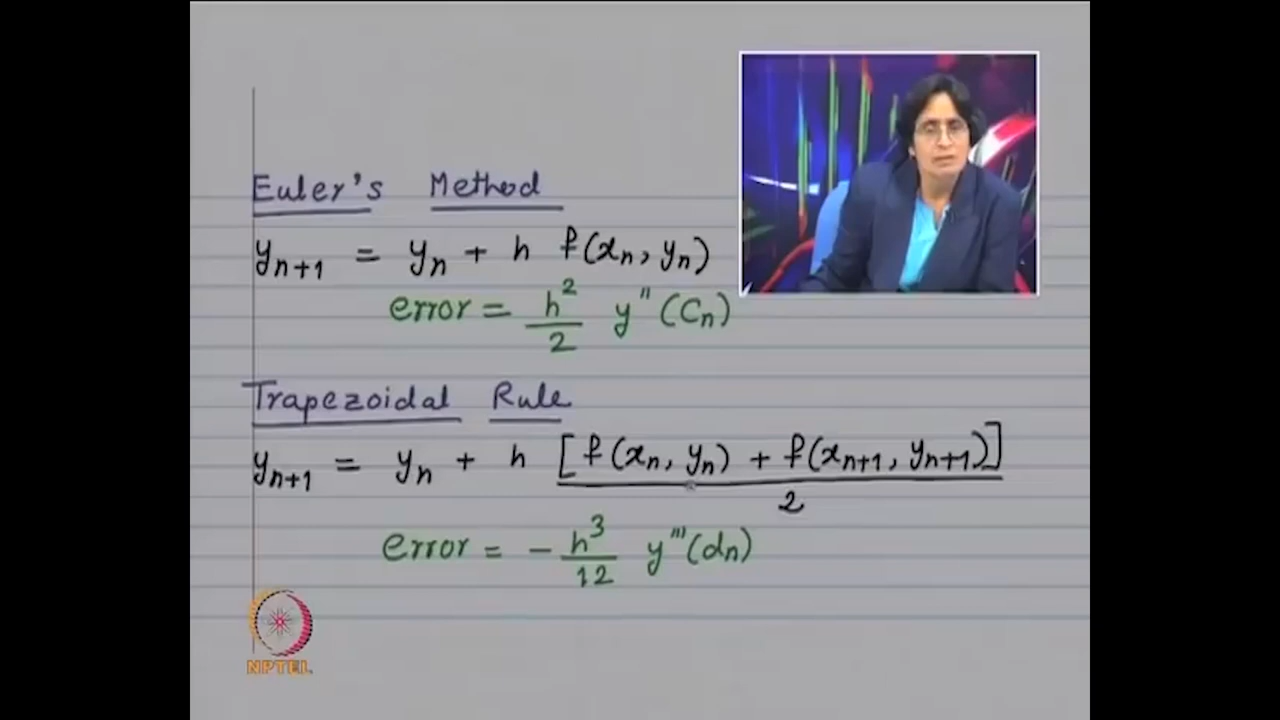 Euler's Method
yₙ₊₁ = yₙ + h f(xₙ, yₙ)
error = h²/2 y''(Cₙ)
Trapezoidal Rule
yₙ₊₁ = yₙ + h [f(xₙ, yₙ) + f(xₙ₊₁, yₙ₊₁)]/2
error = - h³/12 y'''(dₙ)
NPTEL